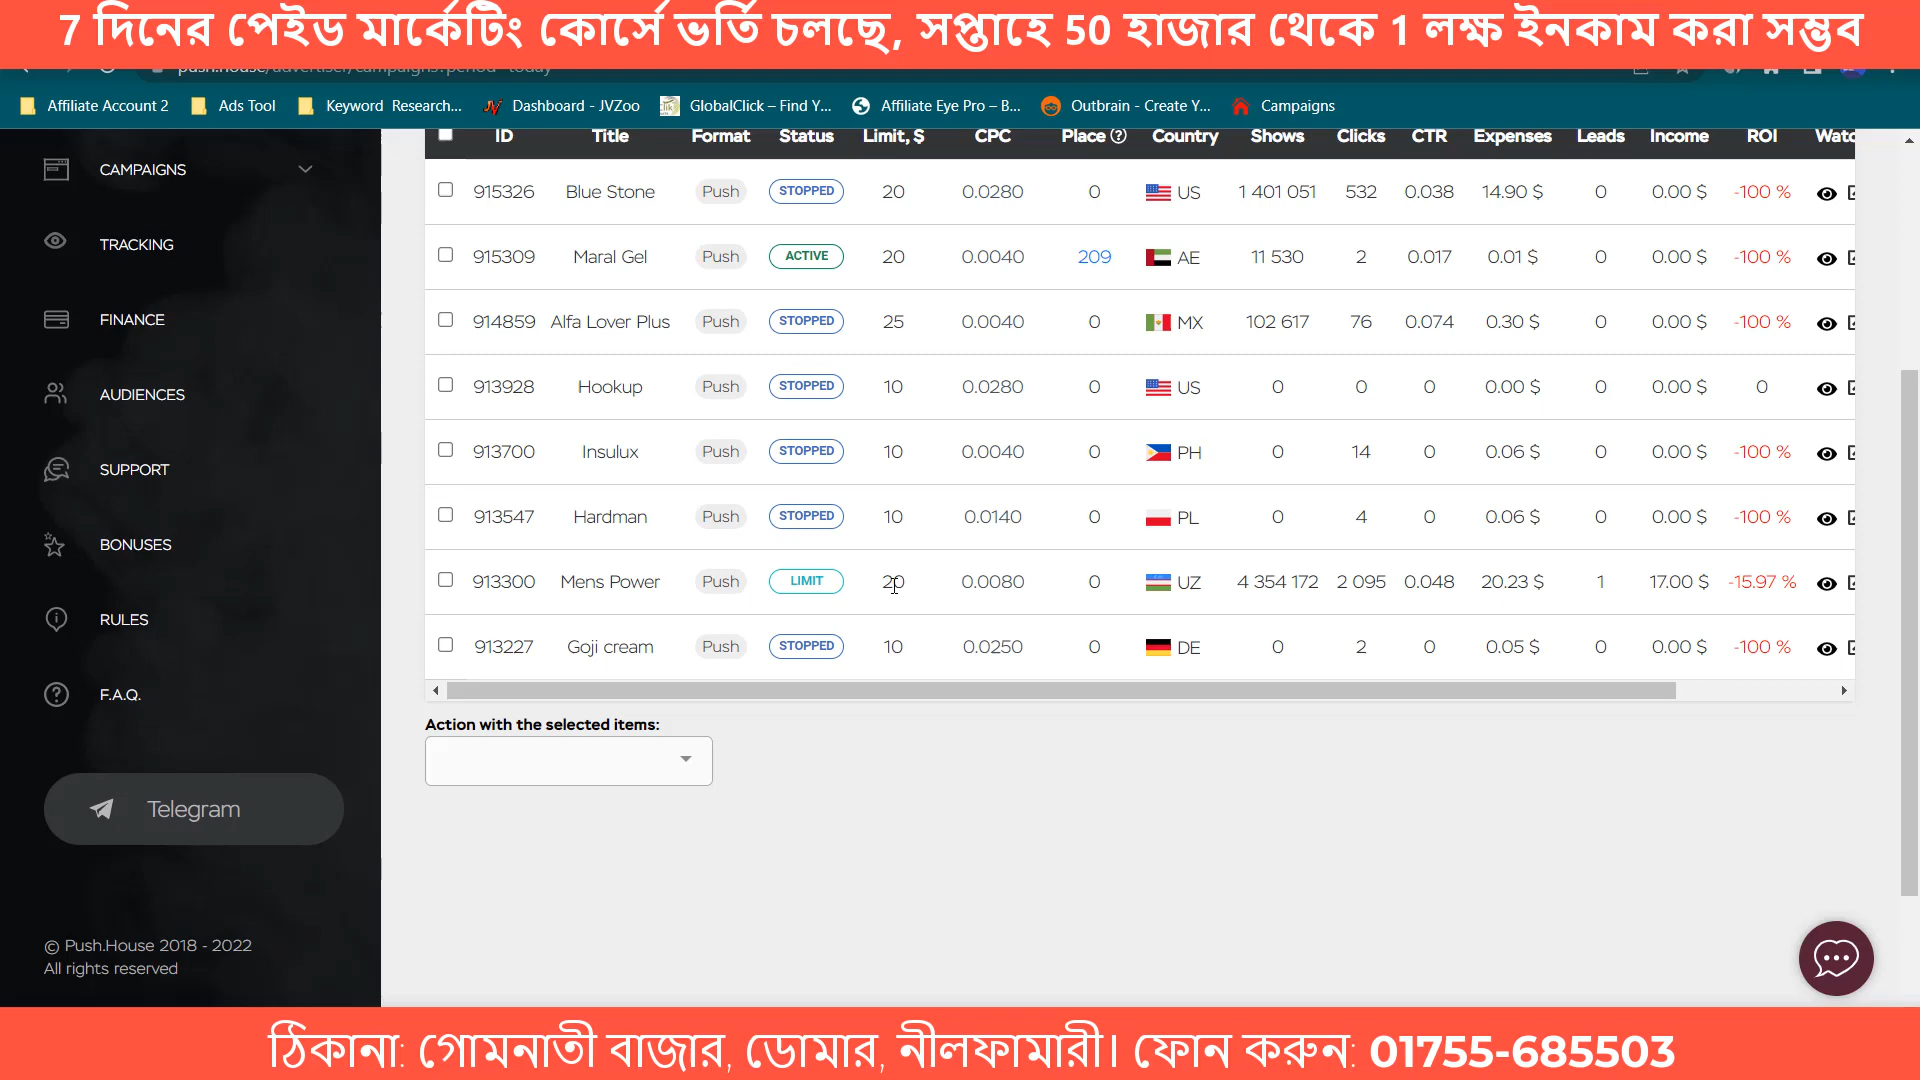 7 দিনের পেইড মার্কেটিং কোর্সে ভর্তি চলছে, সপ্তাহে 50 হাজার থেকে 1 লক্ষ ইনকাম করা সম্ভব
Affiliate Account 2 Ads Tool Keyword Research... Dashboard - JVZoo GlobalClick – Find Y... Affiliate Eye Pro – B... Outbrain - Create Y... Campaigns
ID Title Format Status Limit, $ CPC Place Country Shows Clicks CTR Expenses Leads Income ROI
915326 Blue Stone Push STOPPED 20 0.0280 0 US 1 401 051 532 0.038 14.90 $ 0 0.00 $ -100 %
915309 Maral Gel Push ACTIVE 20 0.0040 209 AE 11 530 2 0.017 0.01 $ 0 0.00 $ -100 %
914859 Alfa Lover Plus Push STOPPED 25 0.0040 0 MX 102 617 76 0.074 0.30 $ 0 0.00 $ -100 %
913928 Hookup Push STOPPED 10 0.0280 0 US 0 0 0 0.00 $ 0 0.00 $ 0
913700 Insulux Push STOPPED 10 0.0040 0 PH 0 14 0 0.06 $ 0 0.00 $ -100 %
913547 Hardman Push STOPPED 10 0.0140 0 PL 0 4 0 0.06 $ 0 0.00 $ -100 %
913300 Mens Power Push LIMIT 20 0.0080 0 UZ 4 354 172 2 095 0.048 20.23 $ 1 17.00 $ -15.97 %
913227 Goji cream Push STOPPED 10 0.0250 0 DE 0 2 0 0.05 $ 0 0.00 $ -100 %
Action with the selected items:
CAMPAIGNS
TRACKING
FINANCE
AUDIENCES
SUPPORT
BONUSES
RULES
F.A.Q.
Telegram
© Push.House 2018 - 2022
All rights reserved
ঠিকানা: গোমনাতী বাজার, ডোমার, নীলফামারী। ফোন করুন: 01755-685503